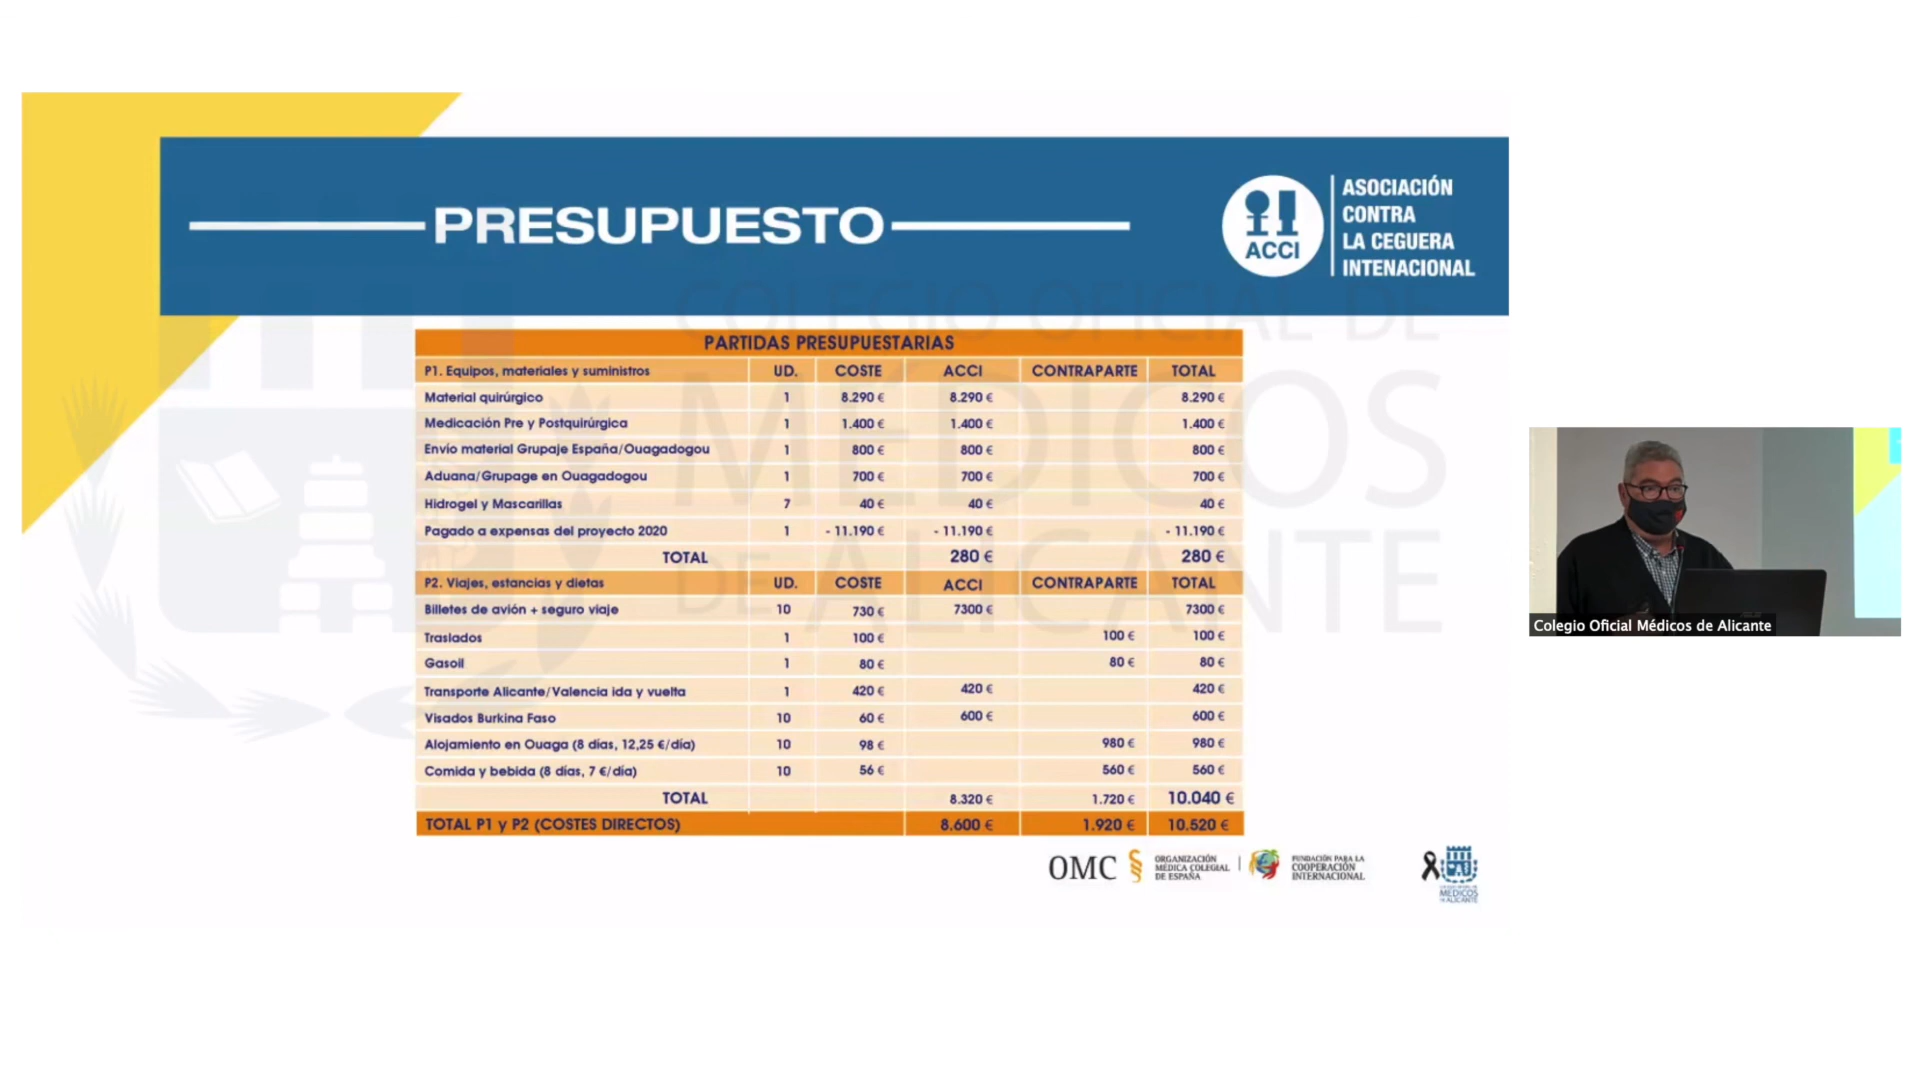 PRESUPUESTO
ACCI
ASOCIACIÓN
CONTRA
LA CEGUERA
INTENACIONAL
COLEGIO OFICIAL DE
MÉDICOS
DE ALICANTE
PARTIDAS PRESUPUESTARIAS
P1. Equipos, materiales y suministros UD. COSTE ACCI CONTRAPARTE TOTAL
Material quirúrgico 1 8.290 € 8.290 € 8.290 €
Medicación Pre y Postquirúrgica 1 1.400 € 1.400 € 1.400 €
Envío material Grupaje España/Ouagadogou 1 800 € 800 € 800 €
Aduana/Grupage en Ouagadogou 1 700 € 700 € 700 €
Hidrogel y Mascarillas 7 40 € 40 € 40 €
Pagado a expensas del proyecto 2020 1 - 11.190 € - 11.190 € - 11.190 €
TOTAL 280 € 280 €
P2. Viajes, estancias y dietas UD. COSTE ACCI CONTRAPARTE TOTAL
Billetes de avión + seguro viaje 10 730 € 7300 € 7300 €
Traslados 1 100 € 100 € 100 €
Gasoil 1 80 € 80 € 80 €
Transporte Alicante/Valencia ida y vuelta 1 420 € 420 € 420 €
Visados Burkina Faso 10 60 € 600 € 600 €
Alojamiento en Ouaga (8 días, 12,25 €/día) 10 98 € 980 € 980 €
Comida y bebida (8 días, 7 €/día) 10 56 € 560 € 560 €
TOTAL 8.320 € 1.720 € 10.040 €
TOTAL P1 y P2 (COSTES DIRECTOS) 8.600 € 1.920 € 10.520 €
OMC
ORGANIZACIÓN
MÉDICA COLEGIAL
DE ESPAÑA
FUNDACIÓN PARA LA
COOPERACIÓN
INTERNACIONAL
MÉDICOS
DE ALICANTE
Colegio Oficial Médicos de Alicante